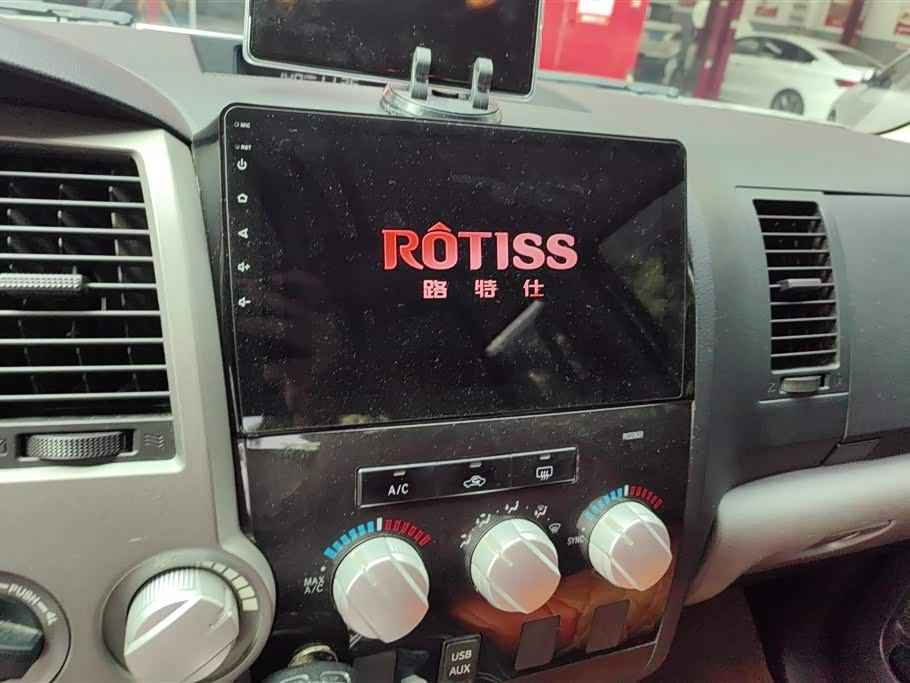 MIC
RST
RÔTISS
路特仕
A/C
MAX
A/C
SYNC
PUSH
USB
AUX